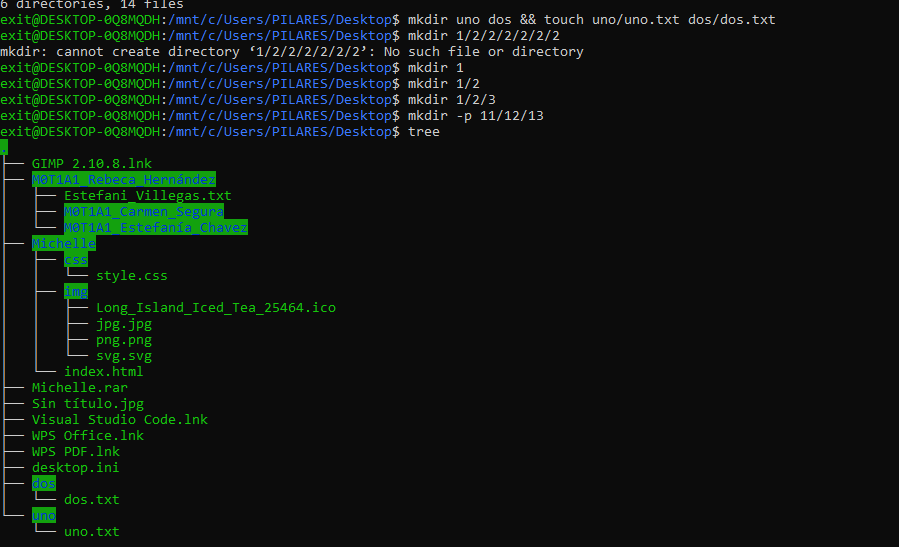 6 directories, 14 files
exit@DESKTOP-0Q8MQDH:/mnt/c/Users/PILARES/Desktop$ mkdir uno dos && touch uno/uno.txt dos/dos.txt
exit@DESKTOP-0Q8MQDH:/mnt/c/Users/PILARES/Desktop$ mkdir 1/2/2/2/2/2/2/2
mkdir: cannot create directory ‘1/2/2/2/2/2/2/2’: No such file or directory
exit@DESKTOP-0Q8MQDH:/mnt/c/Users/PILARES/Desktop$ mkdir 1
exit@DESKTOP-0Q8MQDH:/mnt/c/Users/PILARES/Desktop$ mkdir 1/2
exit@DESKTOP-0Q8MQDH:/mnt/c/Users/PILARES/Desktop$ mkdir 1/2/3
exit@DESKTOP-0Q8MQDH:/mnt/c/Users/PILARES/Desktop$ mkdir -p 11/12/13
exit@DESKTOP-0Q8MQDH:/mnt/c/Users/PILARES/Desktop$ tree
.
├── GIMP 2.10.8.lnk
├── M0T1A1_Rebeca_Hernández
│   ├── Estefani_Villegas.txt
│   ├── M0T1A1_Carmen_Segura
│   └── M0T1A1_Estefanía_Chavez
├── Michelle
│   ├── css
│   │   └── style.css
│   ├── img
│   │   ├── Long_Island_Iced_Tea_25464.ico
│   │   ├── jpg.jpg
│   │   ├── png.png
│   │   └── svg.svg
│   └── index.html
├── Michelle.rar
├── Sin título.jpg
├── Visual Studio Code.lnk
├── WPS Office.lnk
├── WPS PDF.lnk
├── desktop.ini
├── dos
│   └── dos.txt
└── uno
    └── uno.txt